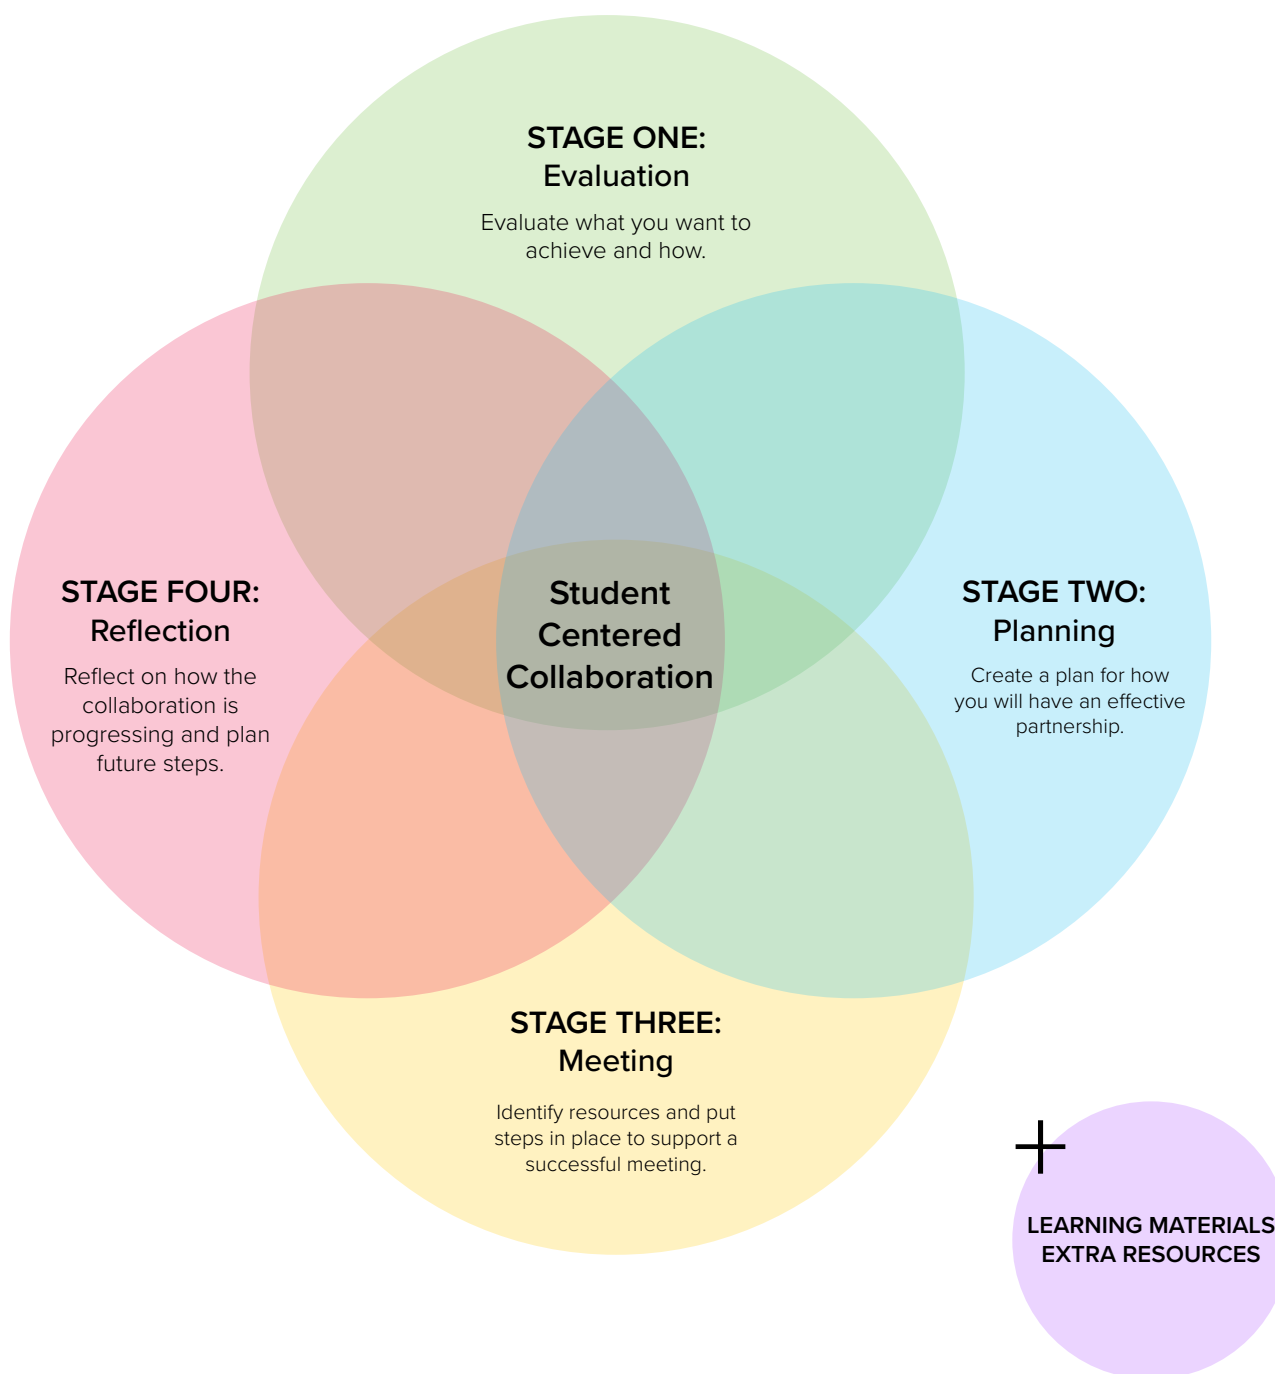 STAGE ONE:
Evaluation
Evaluate what you want to
achieve and how.
STAGE FOUR:
Reflection
Reflect on how the
collaboration is
progressing and plan
future steps.
Student
Centered
Collaboration
STAGE TWO:
Planning
Create a plan for how
you will have an effective
partnership.
STAGE THREE:
Meeting
Identify resources and put
steps in place to support a
successful meeting.
LEARNING MATERIALS
EXTRA RESOURCES